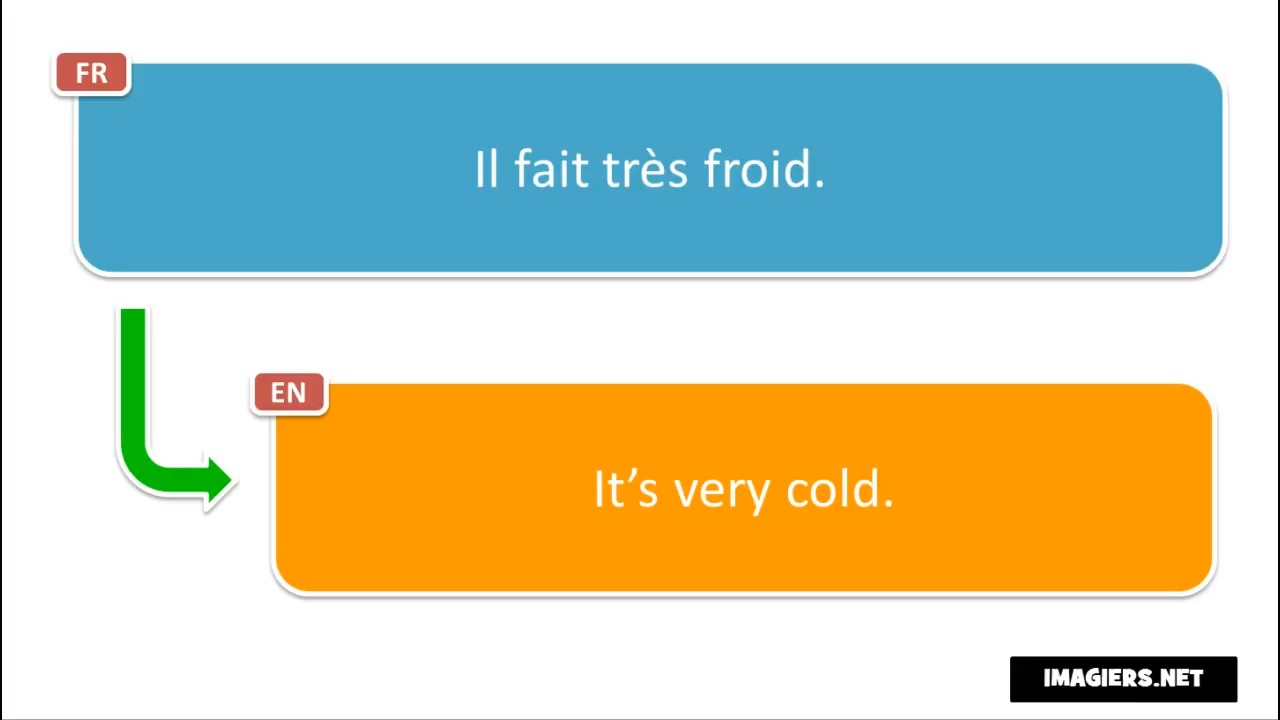 FR
Il fait très froid.
EN
It’s very cold.
IMAGIERS.NET